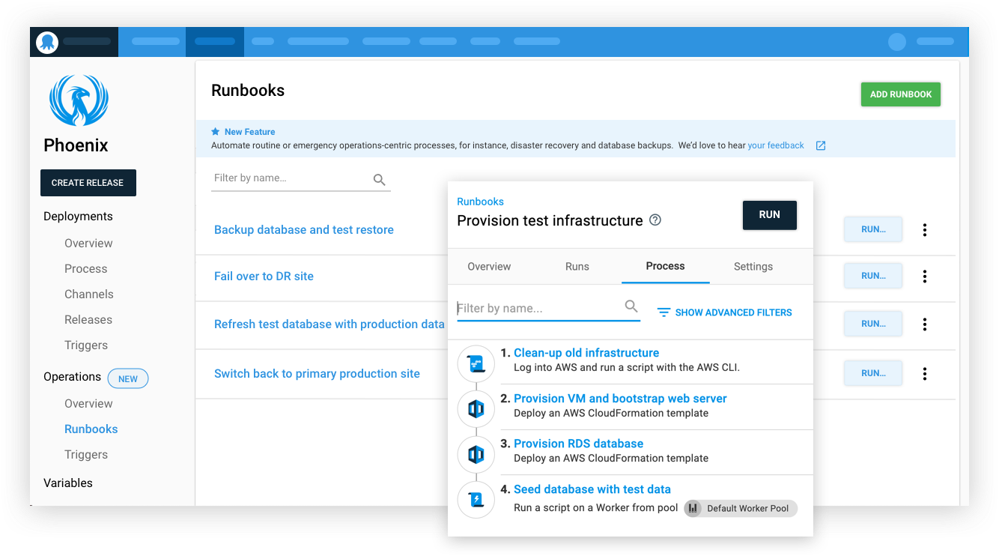 Phoenix
CREATE RELEASE
Deployments
Overview
Process
Channels
Releases
Triggers
Operations NEW
Overview
Runbooks
Triggers
Variables
Runbooks
ADD RUNBOOK
New Feature
Automate routine or emergency operations-centric processes, for instance, disaster recovery and database backups. We’d love to hear your feedback
Filter by name...
Backup database and test restore
RUN...
Fail over to DR site
RUN...
Refresh test database with production data
RUN...
Switch back to primary production site
RUN...
Runbooks
Provision test infrastructure
RUN
Overview Runs Process Settings
Filter by name...
SHOW ADVANCED FILTERS
1. Clean-up old infrastructure
Log into AWS and run a script with the AWS CLI.
2. Provision VM and bootstrap web server
Deploy an AWS CloudFormation template
3. Provision RDS database
Deploy an AWS CloudFormation template
4. Seed database with test data
Run a script on a Worker from pool Default Worker Pool